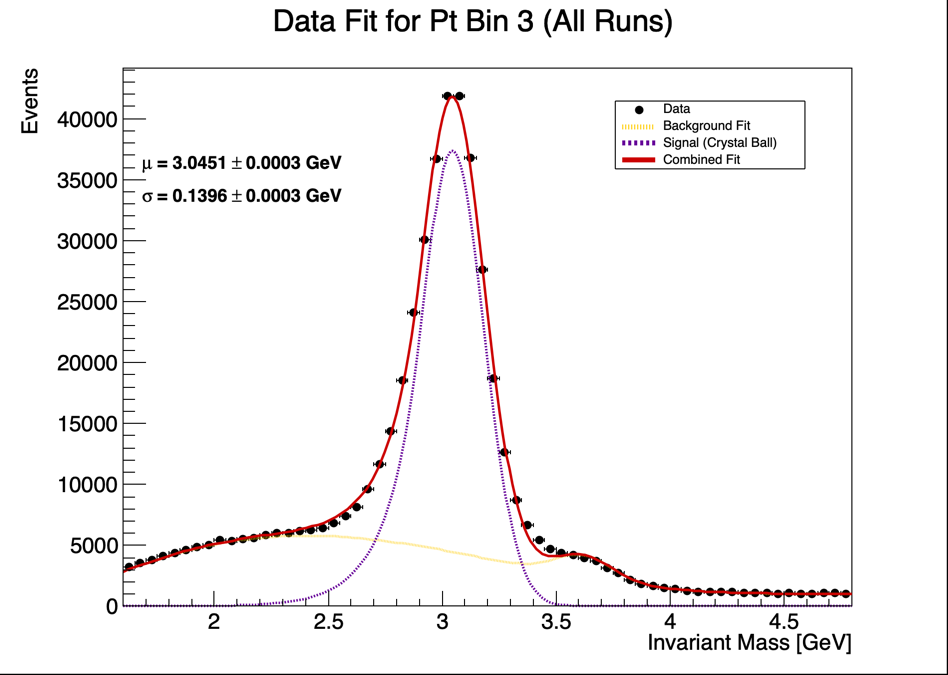 Data Fit for Pt Bin 3 (All Runs)
Events
40000
35000
30000
25000
20000
15000
10000
5000
0
μ = 3.0451 ± 0.0003 GeV
σ = 0.1396 ± 0.0003 GeV
Data
Background Fit
Signal (Crystal Ball)
Combined Fit
2 2.5 3 3.5 4 4.5
Invariant Mass [GeV]